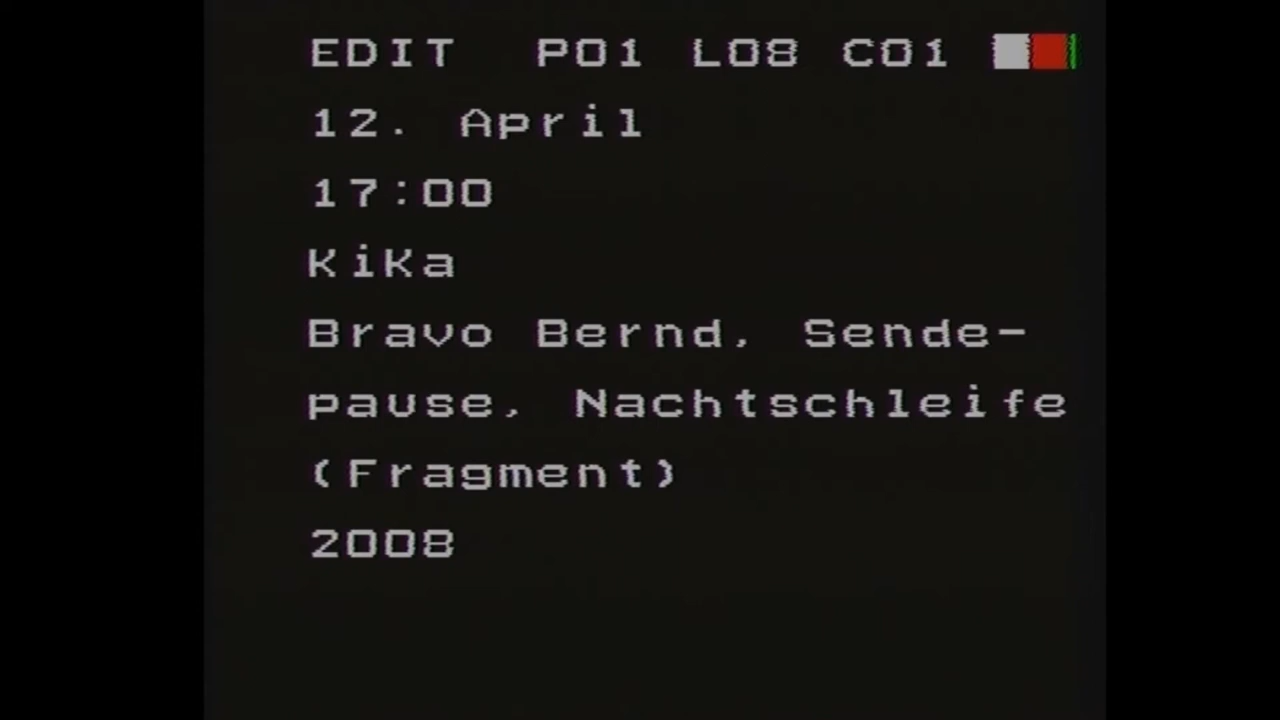 EDIT P01 L08 C01
12. April
17:00
KiKa
Bravo Bernd, Sende-
pause, Nachtschleife
(Fragment)
2008